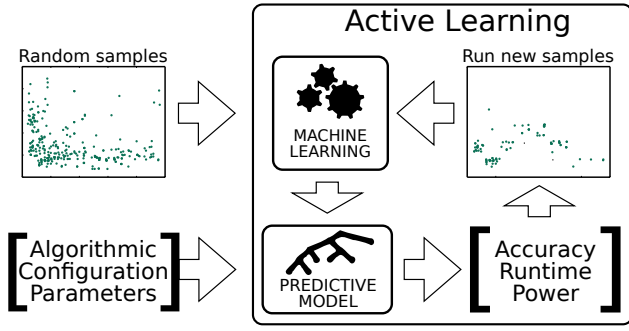 Active Learning
Random samples
Run new samples
MACHINE
LEARNING
Algorithmic
Configuration
Parameters
PREDICTIVE
MODEL
Accuracy
Runtime
Power